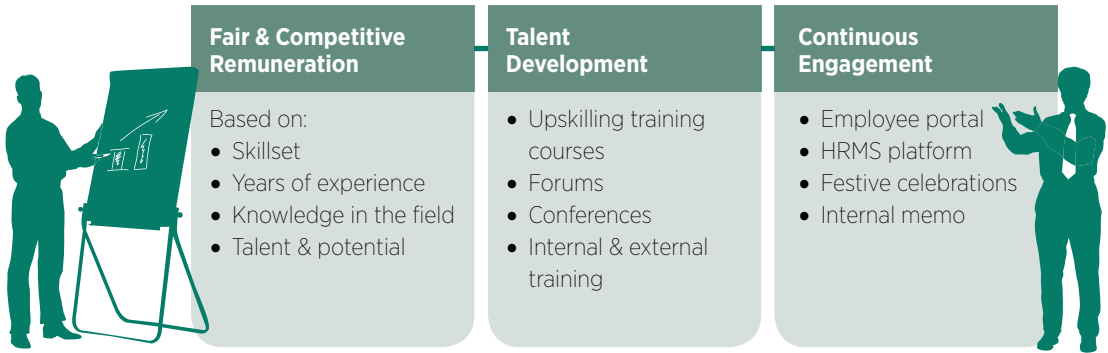 Fair & Competitive
Remuneration
Based on:
• Skillset
• Years of experience
• Knowledge in the field
• Talent & potential
Talent
Development
• Upskilling training
courses
• Forums
• Conferences
• Internal & external
training
Continuous
Engagement
• Employee portal
• HRMS platform
• Festive celebrations
• Internal memo